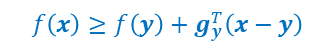 f(x) ≥ f(y) + g_y^T(x − y)